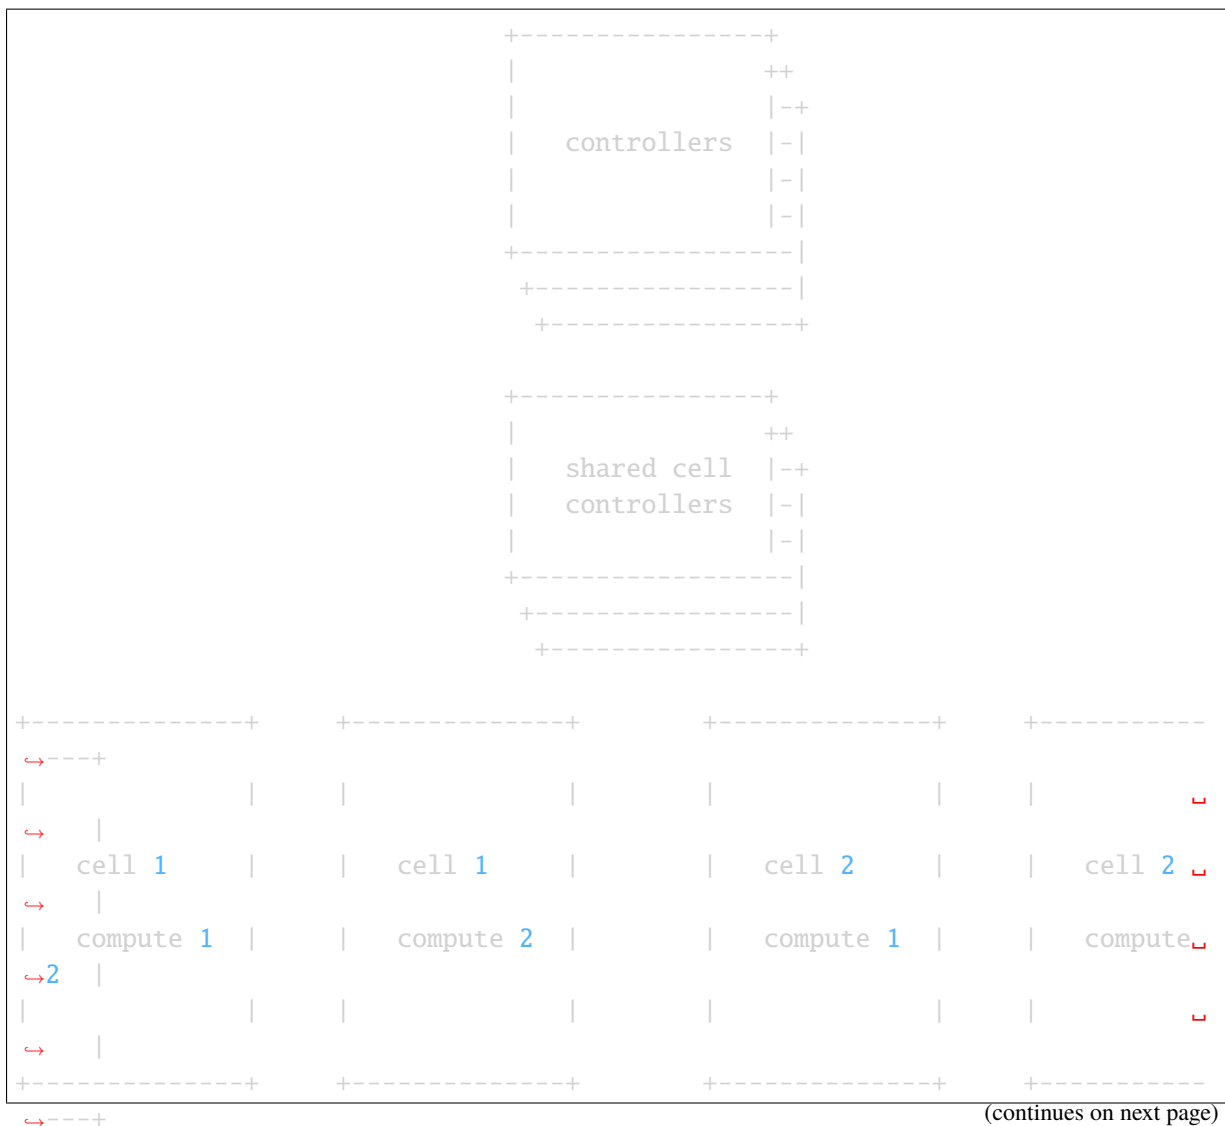 +-----------------+
|                 ++
|                 |-+
|   controllers   |-|
|                 |-|
|                 |-|
+------------------|
 +-----------------|
  +-----------------+
+-----------------+
|                 ++
|   shared cell   |-+
|   controllers   |-|
|                 |-|
+------------------|
 +-----------------|
  +-----------------+
+---------------+     +---------------+        +---------------+     +-----------
↪----+
|               |     |               |        |               |     |          ␣
↪    |
|   cell 1      |     |   cell 1      |        |   cell 2      |     |   cell 2 ␣
↪    |
|   compute 1   |     |   compute 2   |        |   compute 1   |     |   compute␣
↪2   |
|               |     |               |        |               |     |          ␣
↪    |
+---------------+     +---------------+        +---------------+     +-----------
↪----+
(continues on next page)